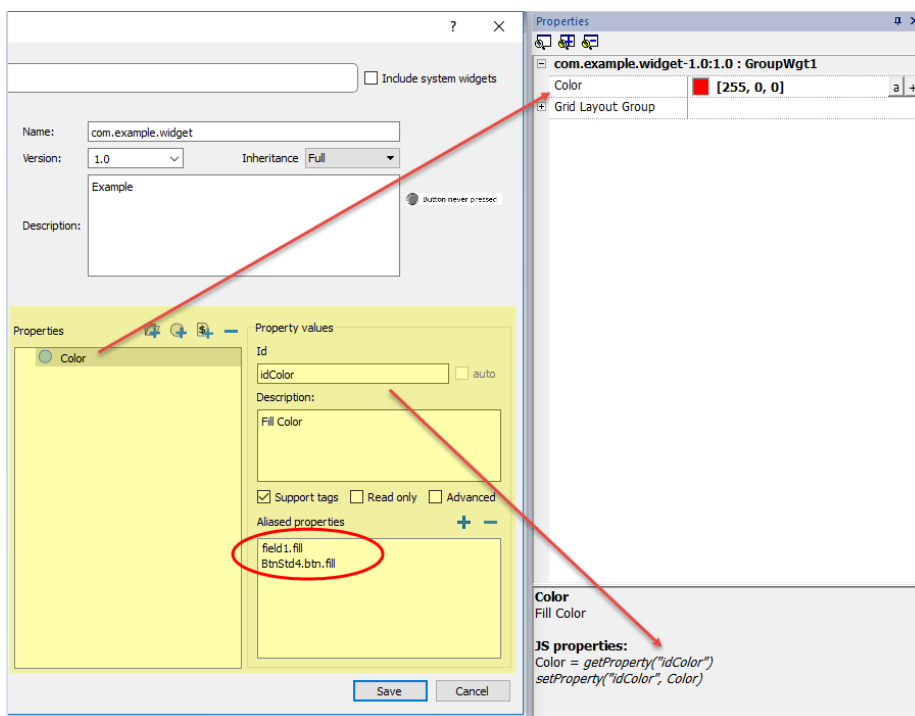 ?
Include system widgets
Name:
com.example.widget
Version:
1.0
Inheritance
Full
Example
Description:
Button never pressed
Properties
Color
Property values
Id
idColor
auto
Description:
Fill Color
Support tags
Read only
Advanced
Aliased properties
field1.fill
BtnStd4.btn.fill
Save
Cancel
Properties
com.example.widget-1.0:1.0 : GroupWgt1
Color
[255, 0, 0]
a
+
Grid Layout Group
Color
Fill Color
JS properties:
Color = getProperty("idColor")
setProperty("idColor", Color)